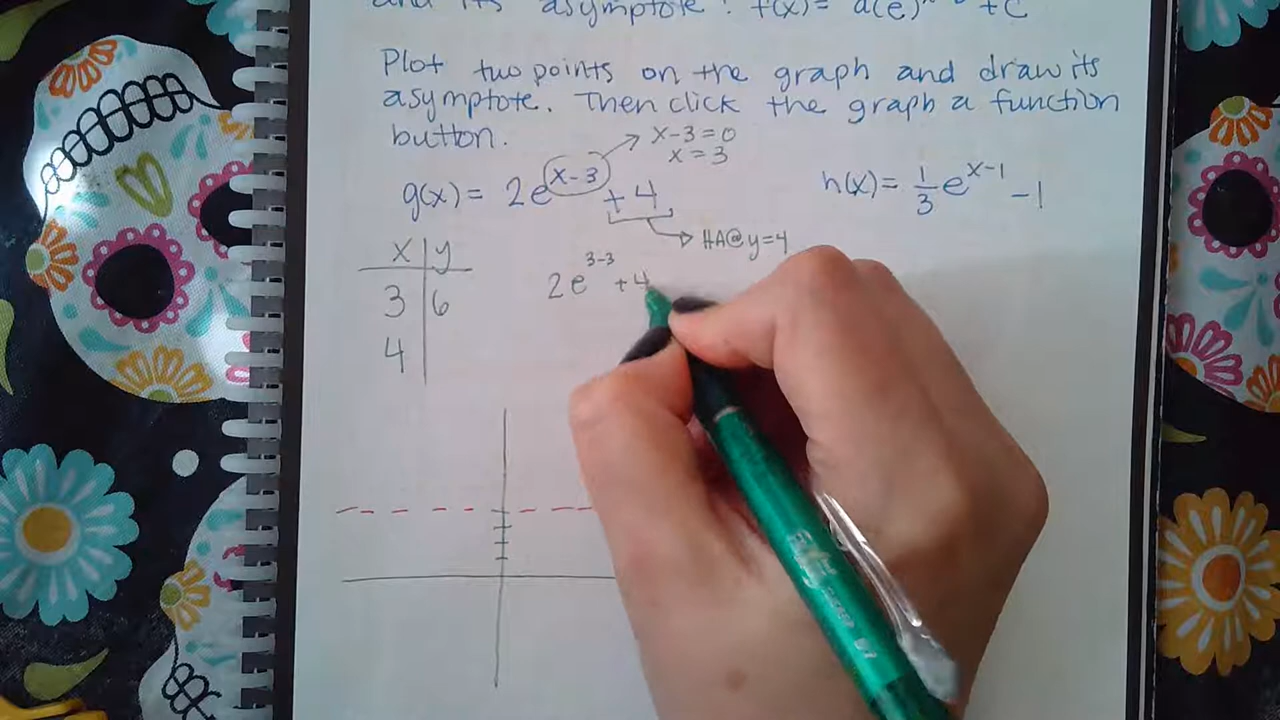 and its asymptote: f(x) = a(e)
+C
Plot two points on the graph and draw its
asymptote. Then click the graph a function
button.
x-3=0
x=3
g(x) = 2e^{x-3} + 4
h(x) = 1/3 e^{x-1} - 1
HA@y=4
x | y
2e^{3-3} + 4
3 | 6
4